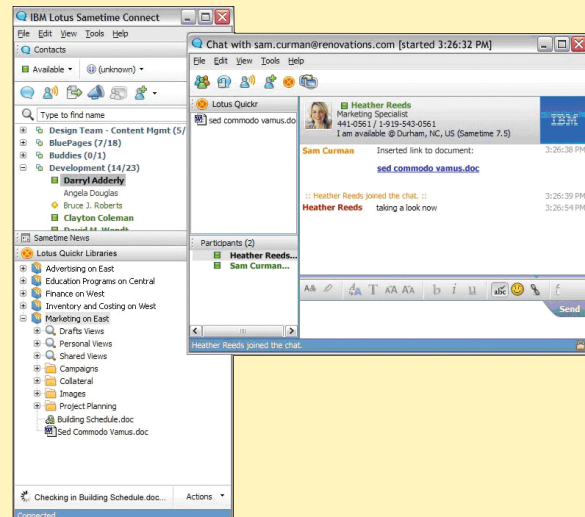 IBM Lotus Sametime Connect
File Edit View Tools Help
Contacts
Available
(unknown)
Type to find name
Design Team - Content Mgmt (5/
BluePages (7/18)
Buddies (0/1)
Development (14/23)
Darryl Adderly
Angela Douglas
Bruce J. Roberts
Clayton Coleman
David M. Wendt
Sametime News
Lotus Quickr Libraries
Advertising on East
Education Programs on Central
Finance on West
Inventory and Costing on West
Marketing on East
Drafts Views
Personal Views
Shared Views
Campaigns
Collateral
Images
Project Planning
Building Schedule.doc
Sed Commodo Vamus.doc
Checking in Building Schedule.doc... Actions
Connected
Chat with sam.curman@renovations.com [started 3:26:32 PM]
File Edit View Tools Help
Lotus Quickr
sed commodo vamus.do
Participants (2)
Heather Reeds...
Sam Curman...
Heather Reeds
Marketing Specialist
441-0561 / 1-919-543-0561
I am available @ Durham, NC, US (Sametime 7.5)
IBM
Sam Curman Inserted link to document: 3:26:38 PM
sed commodo vamus.doc
:: Heather Reeds joined the chat. :: 3:26:39 PM
Heather Reeds taking a look now 3:26:54 PM
b i u abc
Send
Heather Reeds joined the chat.